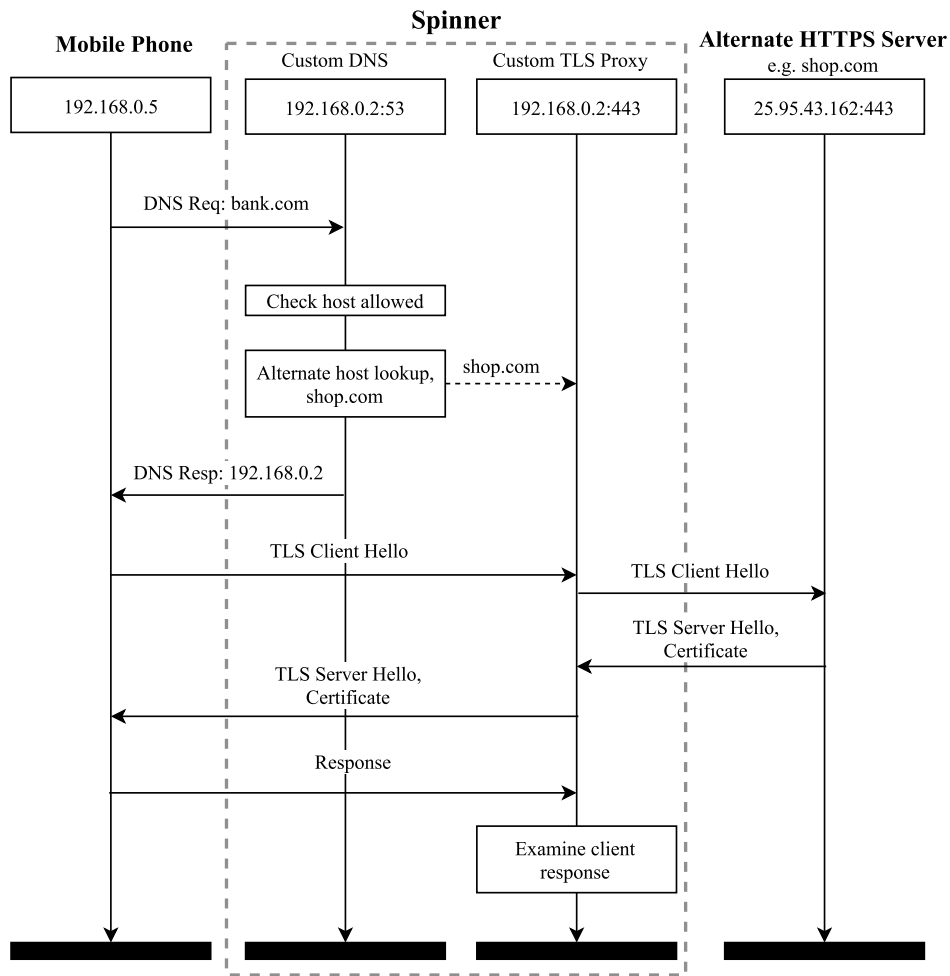 Spinner
Mobile Phone
Alternate HTTPS Server
e.g. shop.com
Custom DNS
Custom TLS Proxy
192.168.0.5
192.168.0.2:53
192.168.0.2:443
25.95.43.162:443
DNS Req: bank.com
Check host allowed
Alternate host lookup,
shop.com
shop.com
DNS Resp: 192.168.0.2
TLS Client Hello
TLS Client Hello
TLS Server Hello,
Certificate
TLS Server Hello,
Certificate
Response
Examine client
response